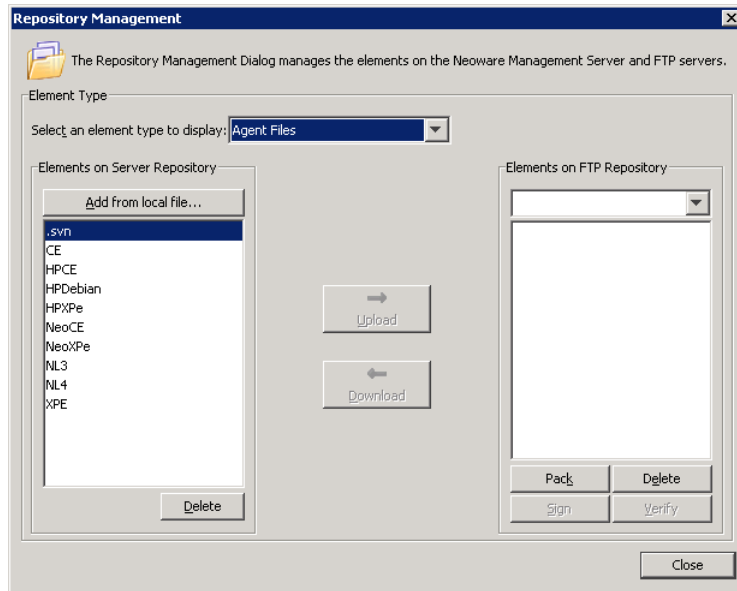 Repository Management
The Repository Management Dialog manages the elements on the Neoware Management Server and FTP servers.
Element Type
Select an element type to display: Agent Files
Elements on Server Repository
Add from local file...
.svn
CE
HPCE
HPDebian
HPXPe
NeoCE
NeoXPe
NL3
NL4
XPE
Delete
Upload
Download
Elements on FTP Repository
Pack
Delete
Sign
Verify
Close